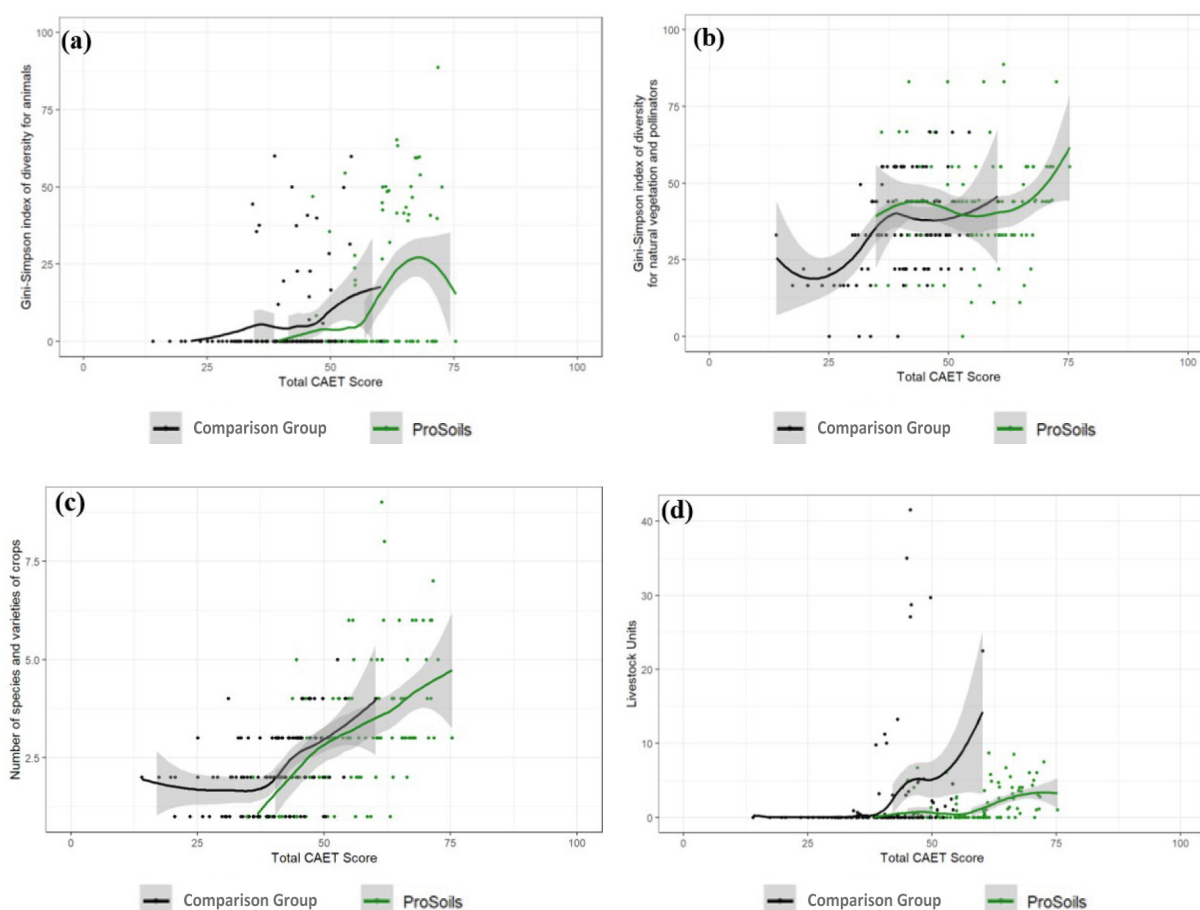 (a)
Gini-Simpson index of diversity for animals
100
75
50
25
0
0 25 50 75 100
Total CAET Score
Comparison Group ProSoils
(b)
Gini-Simpson index of diversity
for natural vegetation and pollinators
100
75
50
25
0
0 25 50 75 100
Total CAET Score
Comparison Group ProSoils
(c)
Number of species and varieties of crops
7.5
5.0
2.5
0 25 50 75 100
Total CAET Score
Comparison Group ProSoils
(d)
Livestock Units
40
30
20
10
0
0 25 50 75 100
Total CAET Score
Comparison Group ProSoils